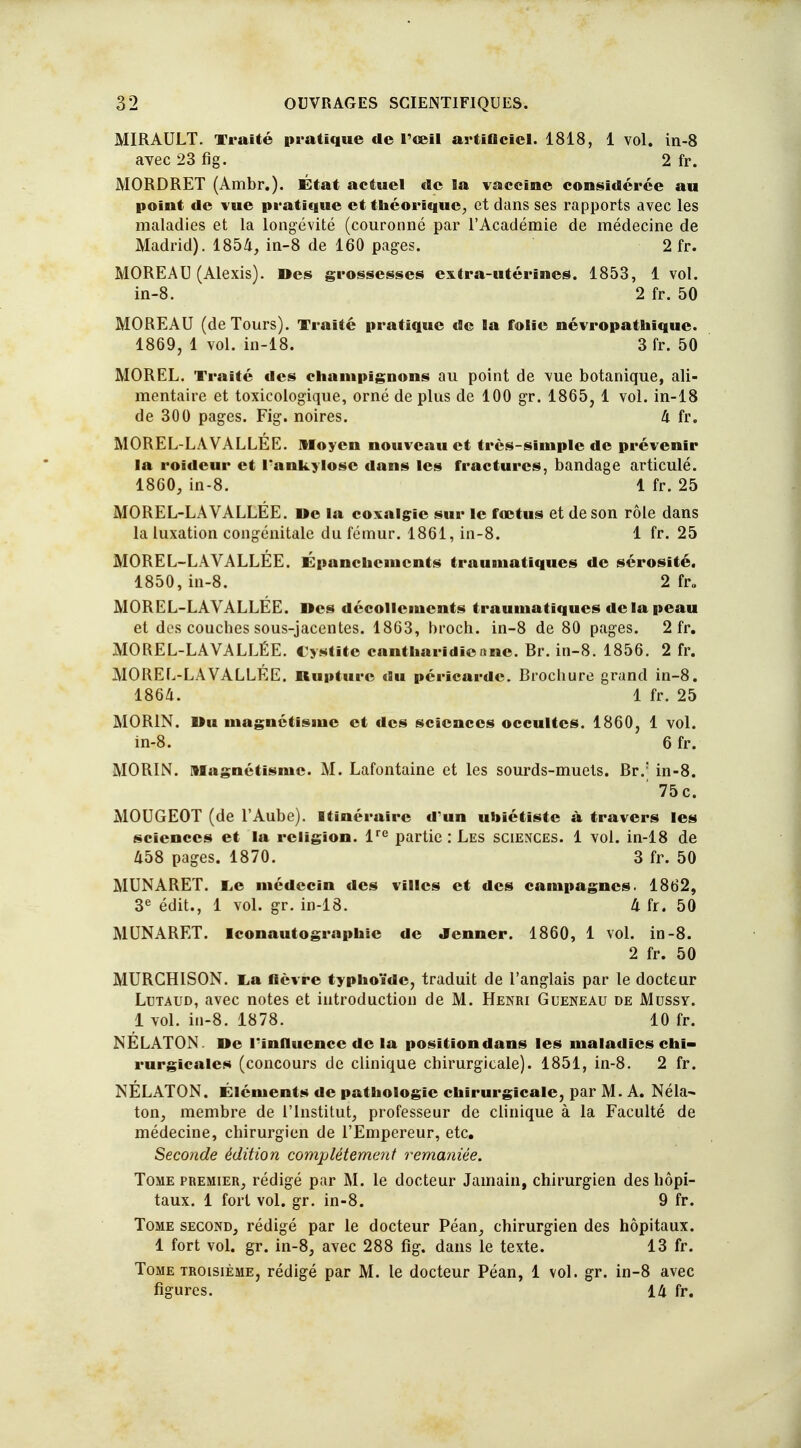 32 OUVRAGES SCIENTIFIQUES.
MIRAULT. Traité pratique de l'œil artificiel. 1818, 1 vol. in-8
avec 23 fig. 2 fr.
MORDRET (Ambr.). État actuel de la vaccine considérée au
point de vue pratique et théorique, et dans ses rapports avec les
maladies et la longévité (couronné par l'Académie de médecine de
Madrid). 1854, in-8 de 160 pages. 2 fr.
MOREAU (Alexis). Des grossesses extra-utérines. 1853, 1 vol.
in-8. 2 fr. 50
MOREAU (de Tours). Traité pratique de la folie névropathique.
1869, 1 vol. in-18. 3 fr. 50
MOREL. Traité des champignons au point de vue botanique, ali-
mentaire et toxicologique, orné de plus de 100 gr. 1865, 1 vol. in-18
de 300 pages. Fig. noires. 4 fr.
MOREL-LAVALLÉE. Moyen nouveau et très-simple de prévenir
la roideur et l'ankylose dans les fractures, bandage articulé.
1860, in-8. 1 fr. 25
MOREL-LAVALLÉE. De la coxalgie sur le fœtus et de son rôle dans
la luxation congénitale du fémur. 1861, in-8. 1 fr. 25
MOREL-LAVALLÉE. Épanchements traumatiques de sérosité.
1850, in-8. 2 fr.
MOREL-LAVALLÉE. Des décollements traumatiques de la peau
et des couches sous-jacentes. 1863, broch. in-8 de 80 pages. 2 fr.
MOREL-LAVALLÉE. Cystite cantharidienne. Br. in-8. 1856. 2 fr.
MOREL-LAVALLÉE. Rupture du péricarde. Brochure grand in-8.
1864. 1 fr. 25
MORIN. Du magnétisme et des sciences occultes. 1860, 1 vol.
in-8. 6 fr.
MORIN. Magnétisme. M. Lafontaine et les sourds-muets. Br. in-8.
75 c.
MOUGEOT (de l'Aube). Itinéraire d'un ubiétiste à travers les
sciences et la religion. 1re partie : LES SCIENCES. 1 vol. in-18 de
458 pages. 1870. 3 fr. 50
MUNARET. Le médecin des villes et des campagnes. 1862,
3e édit., 1 vol. gr. in-18. 4 fr. 50
MUNARET. Iconautographie de Jenner. 1860, 1 vol. in-8.
2 fr. 50
MURCHISON. La fièvre typhoïde, traduit de l'anglais par le docteur
LUTAUD, avec notes et introduction de M. HENRI GUENEAU DE MUSSY.
1 vol. in-8. 1878. 10 fr.
NÉLATON. De l'influence de la position dans les maladies chi-
rurgicales (concours de clinique chirurgicale). 1851, in-8. 2 fr.
NÉLATON. Éléments de pathologie chirurgicale, par M. A. Néla-
ton, membre de l'Institut, professeur de clinique à la Faculté de
médecine, chirurgien de l'Empereur, etc.
Seconde édition complétement remaniée.
TOME PREMIER, rédigé par M. le docteur Jamain, chirurgien des hôpi-
taux. 1 fort vol. gr. in-8. 9 fr.
TOME SECOND, rédigé par le docteur Péan, chirurgien des hôpitaux.
1 fort vol. gr. in-8, avec 288 fig. dans le texte. 13 fr.
TOME TROISIÈME, rédigé par M. le docteur Péan, 1 vol. gr. in-8 avec
figures. 14 fr.